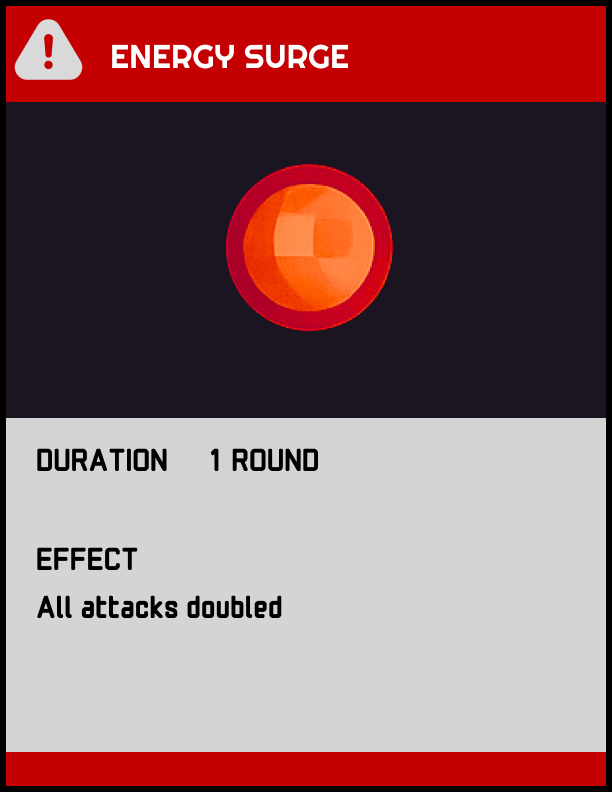 ENERGY SURGE
DURATION 1 ROUND
EFFECT
All attacks doubled